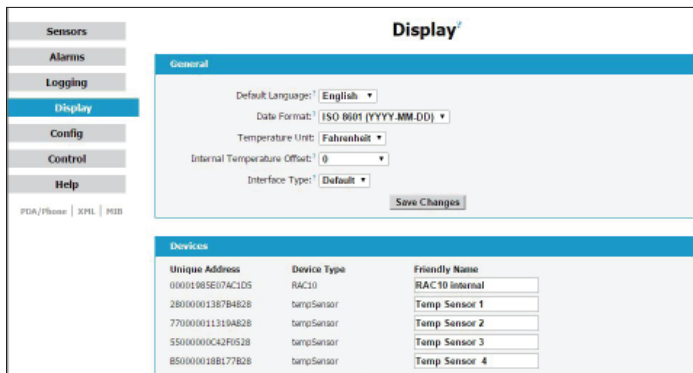 Display?
Sensors
Alarms
Logging
Display
Config
Control
Help
PDA/Phone | XML | MIB
General
Default Language:? English
Date Format:? ISO 8601 (YYYY-MM-DD)
Temperature Unit: Fahrenheit
Internal Temperature Offset:? 0
Interface Type:? Default
Save Changes
Devices
Unique Address Device Type Friendly Name
00001985E07AC1D5 RAC10 RAC10 internal
tempSensor Temp Sensor 1
770000011319A828 tempSensor Temp Sensor 2
55000000C42F0528 tempSensor Temp Sensor 3
B50000018B177B28 tempSensor Temp Sensor 4